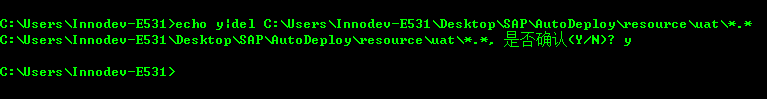 C:\Users\Innodev-E531>echo y|del C:\Users\Innodev-E531\Desktop\SAP\AutoDeploy\resource\uat\*.*
C:\Users\Innodev-E531\Desktop\SAP\AutoDeploy\resource\uat\*.*, 是否确认(Y/N)? y
C:\Users\Innodev-E531>